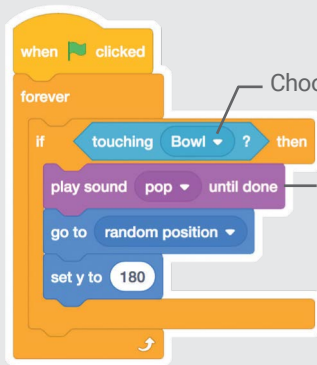 when clicked
forever
Choo
if touching Bowl ? then
play sound pop until done
go to random position
set y to 180